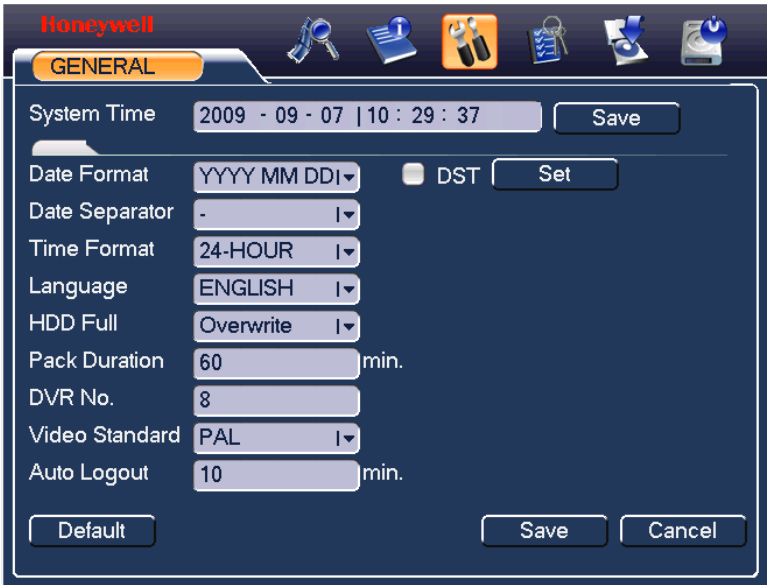 Honeywell
GENERAL
System Time 2009 - 09 - 07 | 10 : 29 : 37 Save
Date Format YYYY MM DD DST Set
Date Separator -
Time Format 24-HOUR
Language ENGLISH
HDD Full Overwrite
Pack Duration 60 min.
DVR No. 8
Video Standard PAL
Auto Logout 10 min.
Default Save Cancel